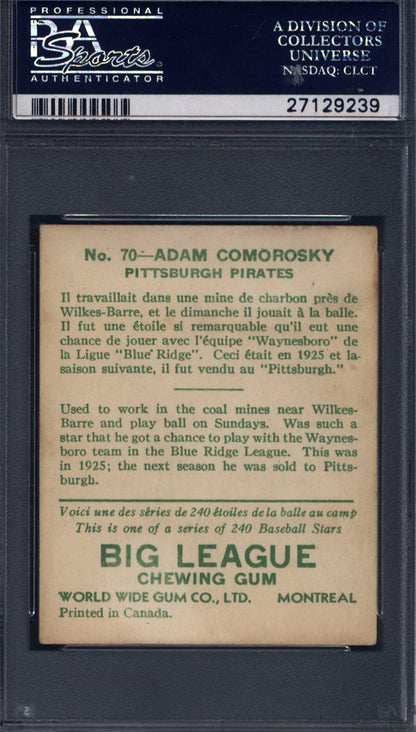 PROFESSIONAL
PSA
Sports
AUTHENTICATOR
A DIVISION OF
COLLECTORS
UNIVERSE
NASDAQ: CLCT
27129239
No. 70—ADAM COMOROSKY
PITTSBURGH PIRATES
Il travaillait dans une mine de charbon près de
Wilkes-Barre, et le dimanche il jouait à la balle.
Il fut une étoile si remarquable qu'il eut une
chance de jouer avec l'équipe "Waynesboro" de
la Ligue "Blue Ridge". Ceci était en 1925 et la
saison suivante, il fut vendu au "Pittsburgh."
Used to work in the coal mines near Wilkes-
Barre and play ball on Sundays. Was such a
star that he got a chance to play with the Waynes-
boro team in the Blue Ridge League. This was
in 1925; the next season he was sold to Pitts-
burgh.
Voici une des séries de 240 étoiles de la balle au camp
This is one of a series of 240 Baseball Stars
BIG LEAGUE
CHEWING GUM
WORLD WIDE GUM CO., LTD. MONTREAL
Printed in Canada.